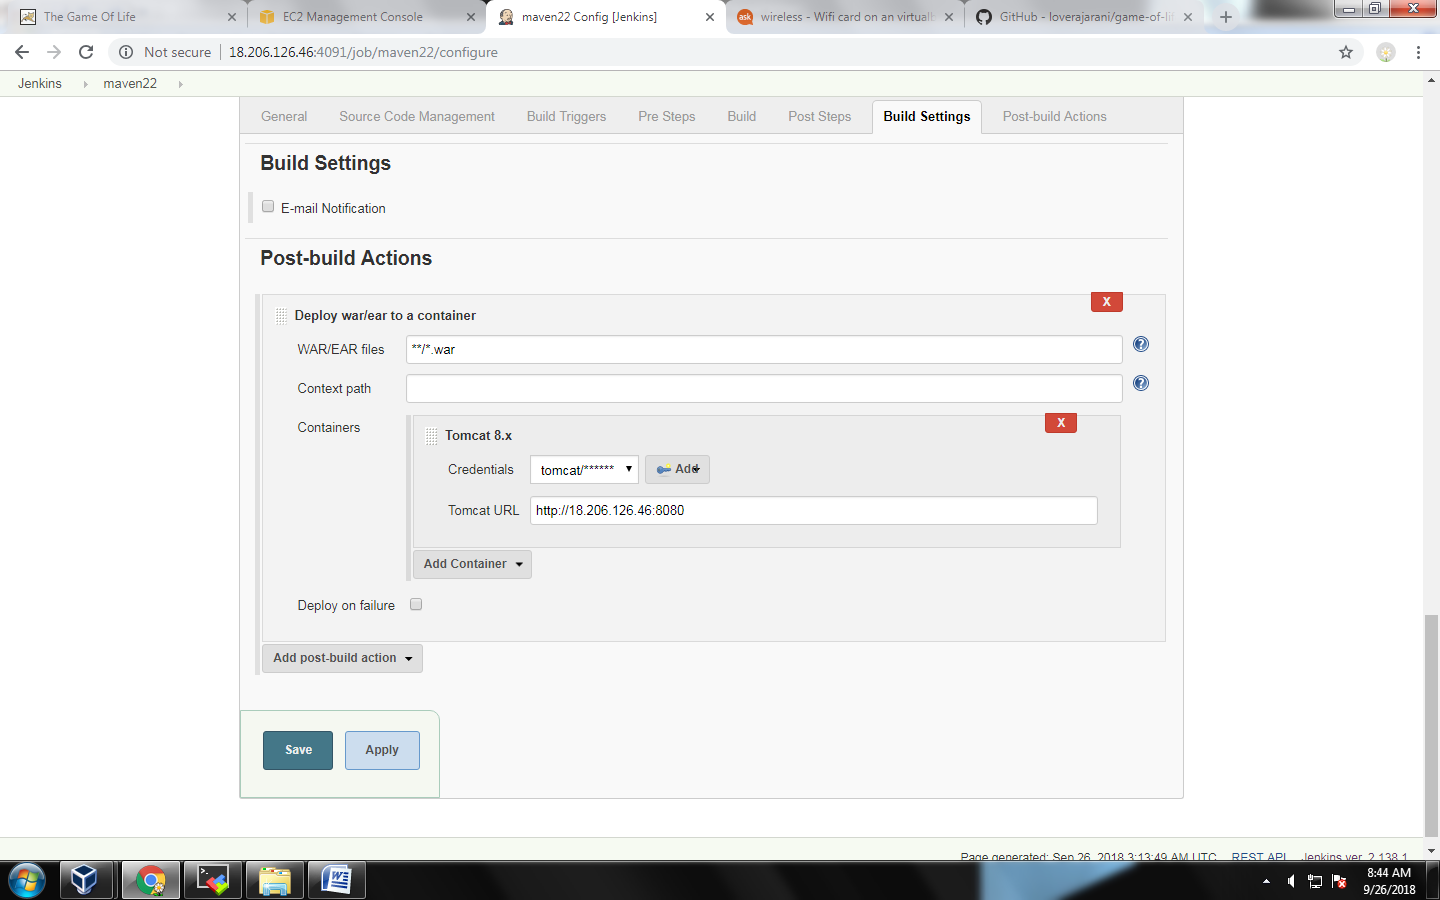 The Game Of Life
EC2 Management Console
maven22 Config [Jenkins]
ask
wireless - Wifi card on an virtualb
GitHub - loverajarani/game-of-lif
Not secure
18.206.126.46:4091/job/maven22/configure
Jenkins
maven22
General
Source Code Management
Build Triggers
Pre Steps
Build
Post Steps
Build Settings
Post-build Actions
Build Settings
E-mail Notification
Post-build Actions
X
Deploy war/ear to a container
WAR/EAR files
**/*.war
?
Context path
?
Containers
X
Tomcat 8.x
Credentials
tomcat/******
Add
Tomcat URL
http://18.206.126.46:8080
Add Container
Deploy on failure
Add post-build action
Save
Apply
Page generated: Sep 26, 2018 3:13:49 AM UTC
REST API
Jenkins ver. 2.138.1
8:44 AM
9/26/2018